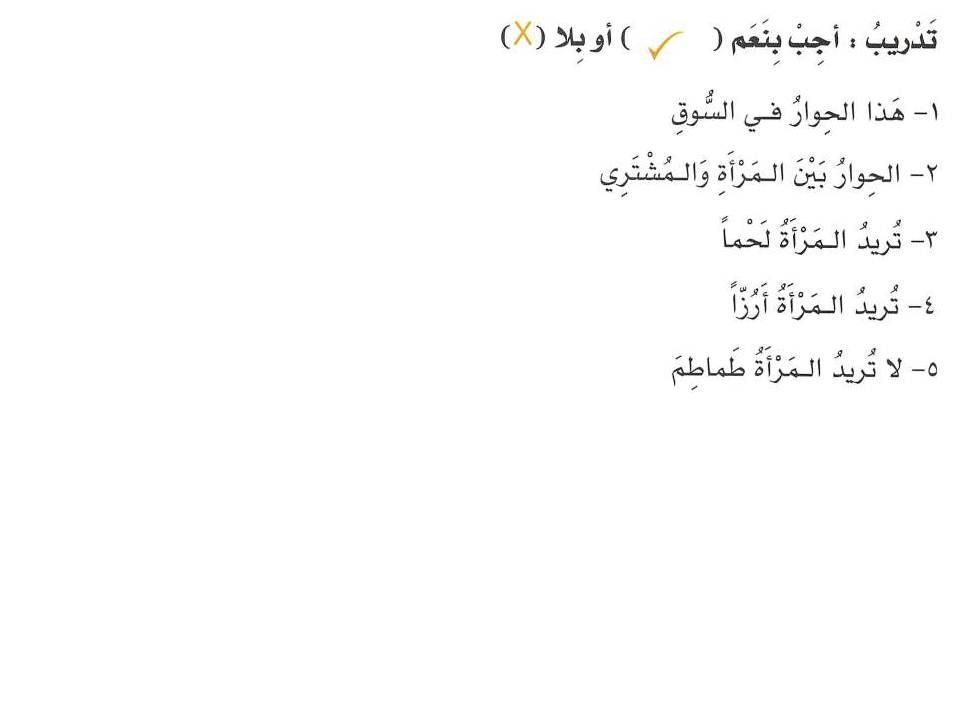 تَدْريبُ : أجِبْ بِنَعَم ( ✓ ) أو بِلا (X)
١- هَذا الحِوارُ في السُّوقِ
٢- الحِوارُ بَيْنَ الـمَرْأَةِ وَالـمُشْتَرِي
٣- تُريدُ الـمَرْأَةُ لَحْماً
٤- تُريدُ الـمَرْأَةُ أَرُزّاً
٥- لا تُريدُ الـمَرْأَةُ طَماطِمَ